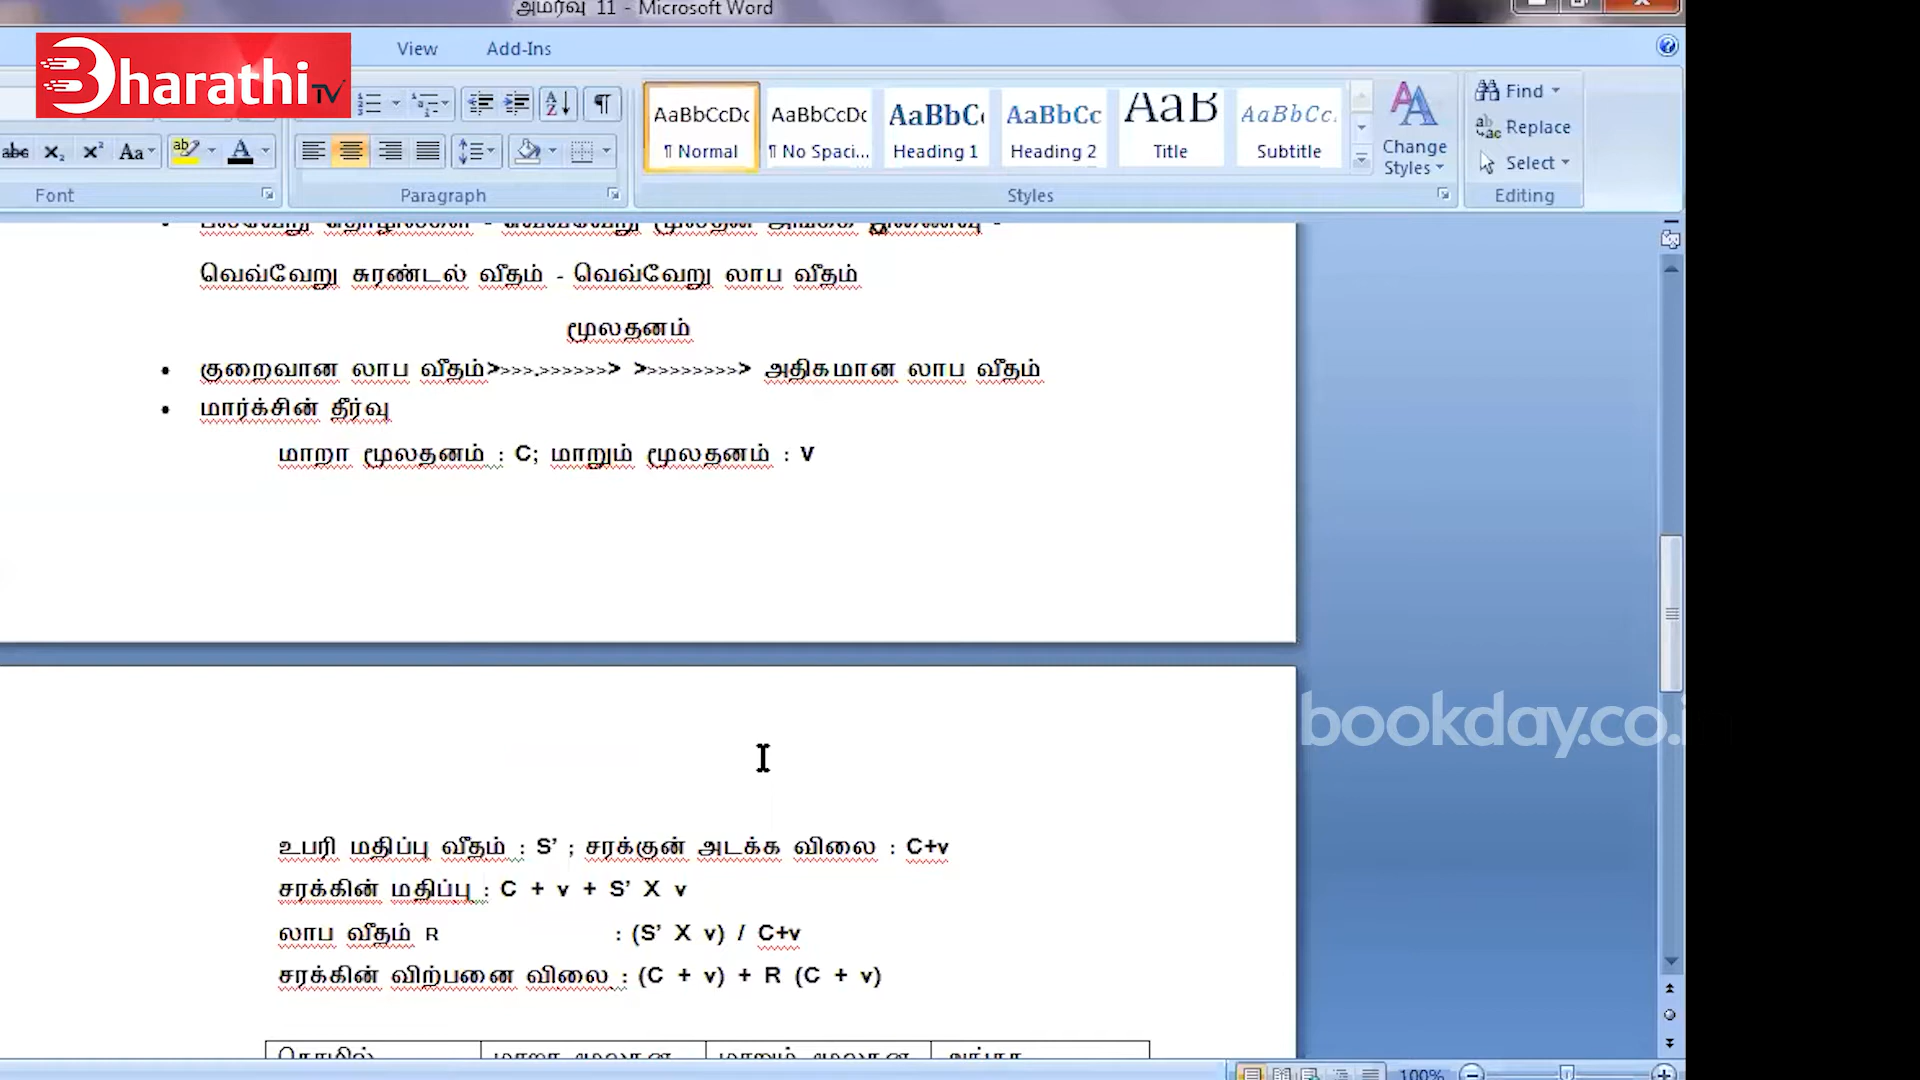 அமர்வு 11 - Microsoft Word
Bharathi TV
View Add-Ins
AaBbCcDc AaBbCcDc AaBbC AaBbCc AaB AaBbCc.
¶ Normal ¶ No Spaci... Heading 1 Heading 2 Title Subtitle
Change Styles
Find
Replace
Select
Font Paragraph Styles Editing
வெவ்வேறு சுரண்டல் வீதம் - வெவ்வேறு லாப வீதம்
மூலதனம்
• குறைவான லாப வீதம்>>>>.>>>>>>> >>>>>>>>>> அதிகமான லாப வீதம்
• மார்க்சின் தீர்வு
மாறா மூலதனம் : C; மாறும் மூலதனம் : V
bookday.co.
உபரி மதிப்பு வீதம் : S’ ; சரக்குன் அடக்க விலை : C+v
சரக்கின் மதிப்பு : C + v + S’ X v
லாப வீதம் R : (S’ X v) / C+v
சரக்கின் விற்பனை விலை : (C + v) + R (C + v)
100%